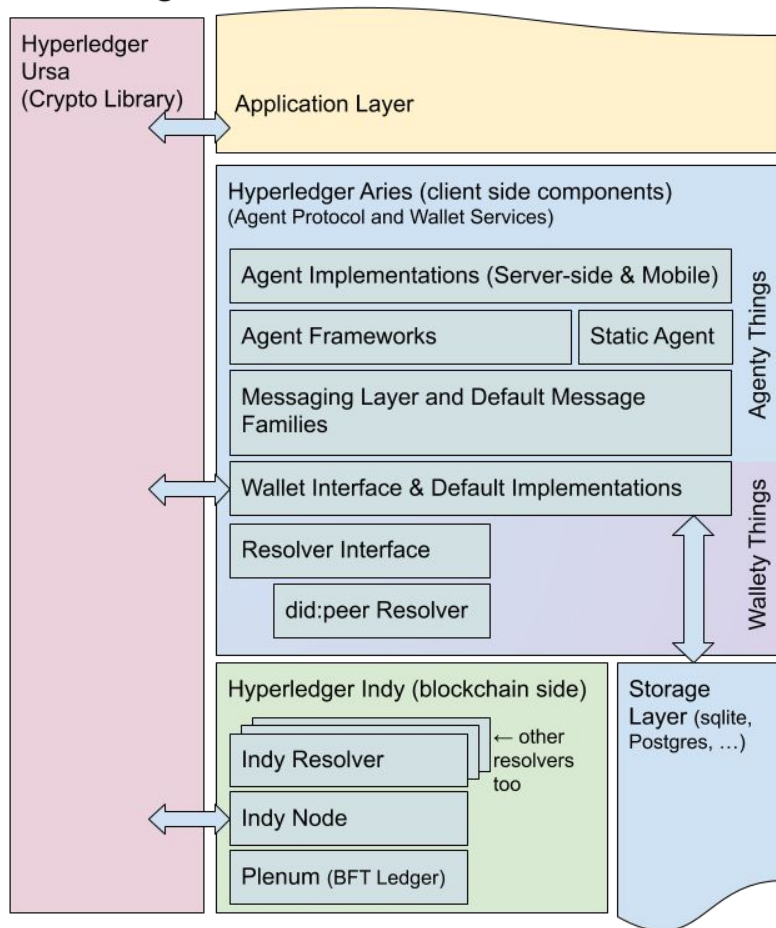 Hyperledger
Ursa
(Crypto Library)
Application Layer
Hyperledger Aries (client side components)
(Agent Protocol and Wallet Services)
Agent Implementations (Server-side & Mobile)
Agent Frameworks
Static Agent
Messaging Layer and Default Message
Families
Agenty Things
Wallet Interface & Default Implementations
Resolver Interface
did:peer Resolver
Wallety Things
Hyperledger Indy (blockchain side)
Indy Resolver
← other
resolvers
too
Indy Node
Plenum (BFT Ledger)
Storage
Layer (sqlite,
Postgres, …)